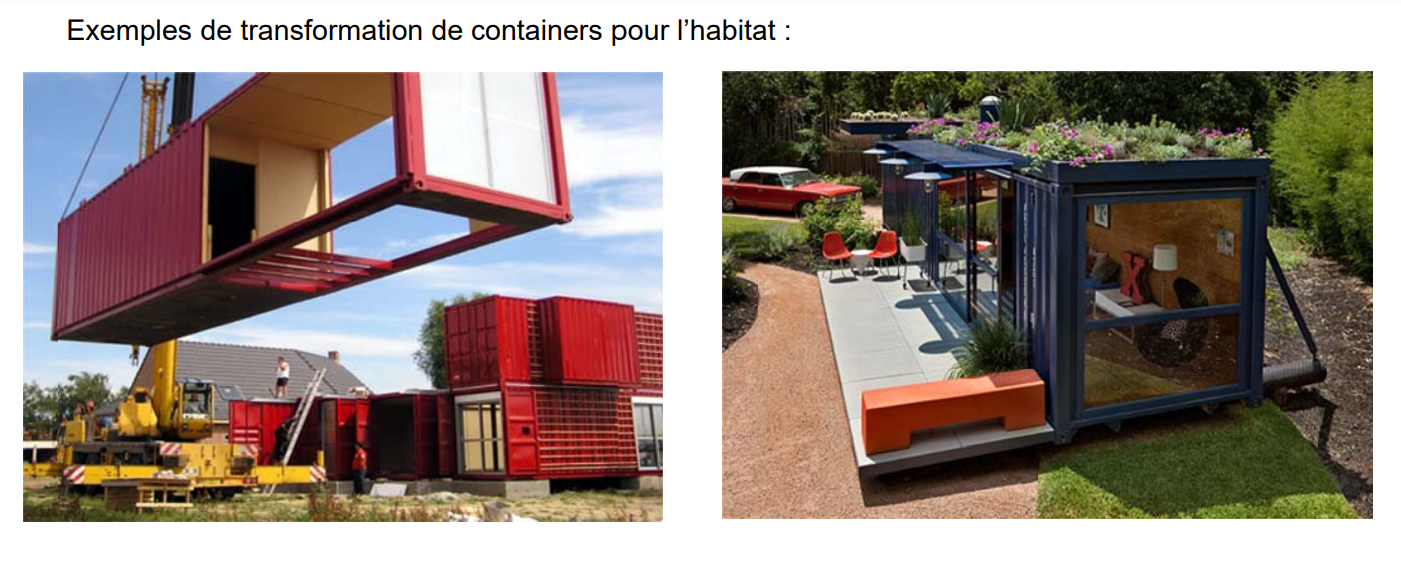 Exemples de transformation de containers pour l’habitat :